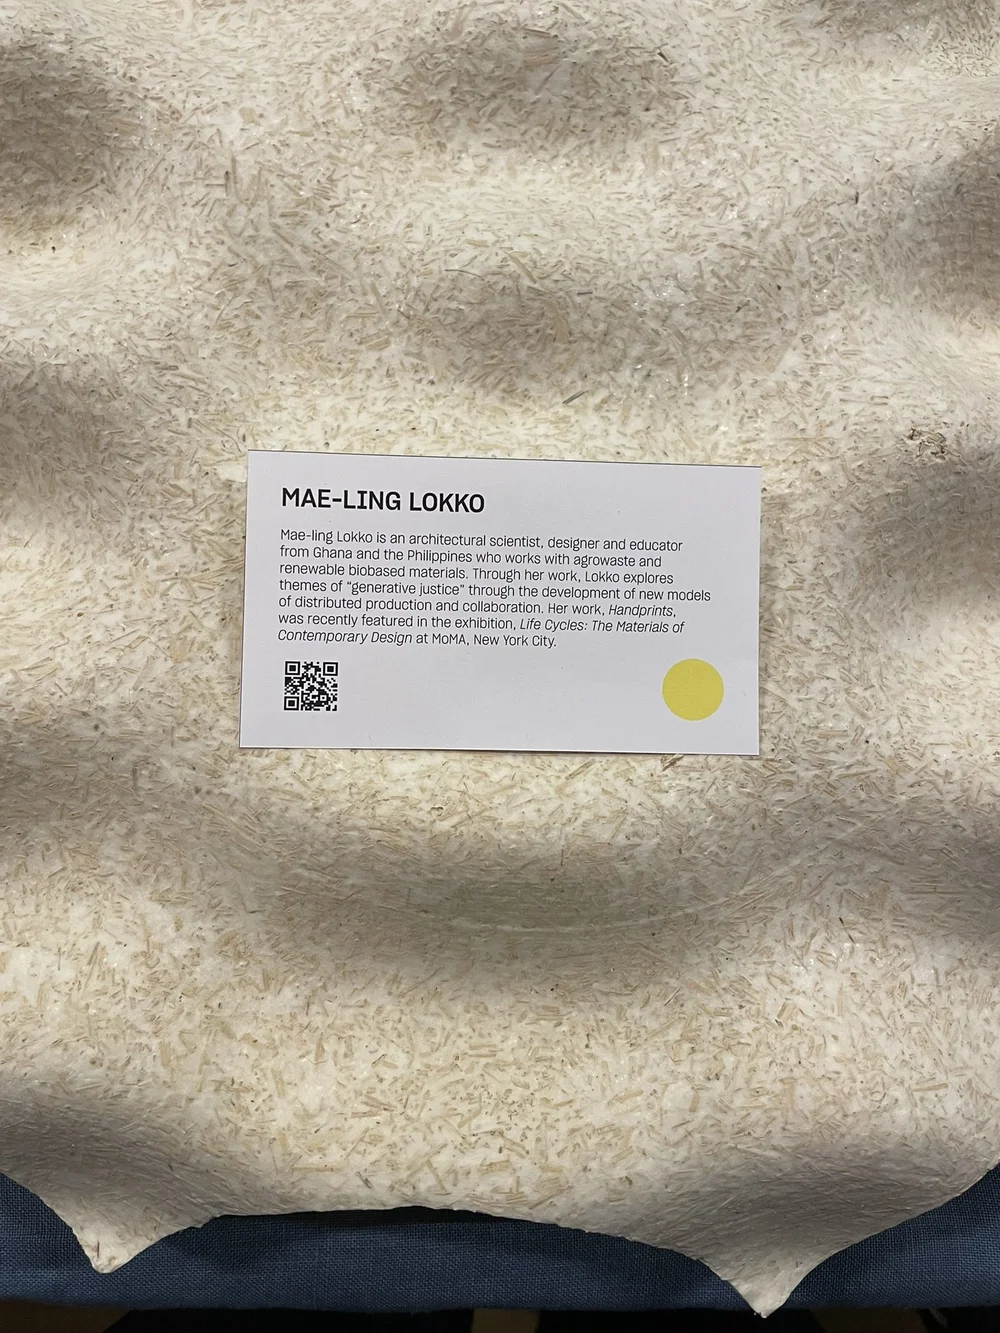 MAE-LING LOKKO
Mae-ling Lokko is an architectural scientist, designer and educator
from Ghana and the Philippines who works with agrowaste and
renewable biobased materials. Through her work, Lokko explores
themes of “generative justice” through the development of new models
of distributed production and collaboration. Her work, Handprints,
was recently featured in the exhibition, Life Cycles: The Materials of
Contemporary Design at MoMA, New York City.